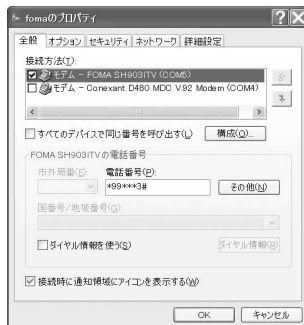 fomaのプロパティ
全般 オプション セキュリティ ネットワーク 詳細設定
接続方法(T):
モデム - FOMA SH903iTV (COM5)
モデム - Conexant D480 MDC V.92 Modem (COM4)
すべてのデバイスで同じ番号を呼び出す(L) 構成(O)...
FOMA SH903iTVの電話番号
市外局番(E): 電話番号(P):
*99***3# その他(N)
国番号/地域番号(G):
ダイヤル情報を使う(S) ダイヤル情報(R)
接続時に通知領域にアイコンを表示する(W)
OK キャンセル